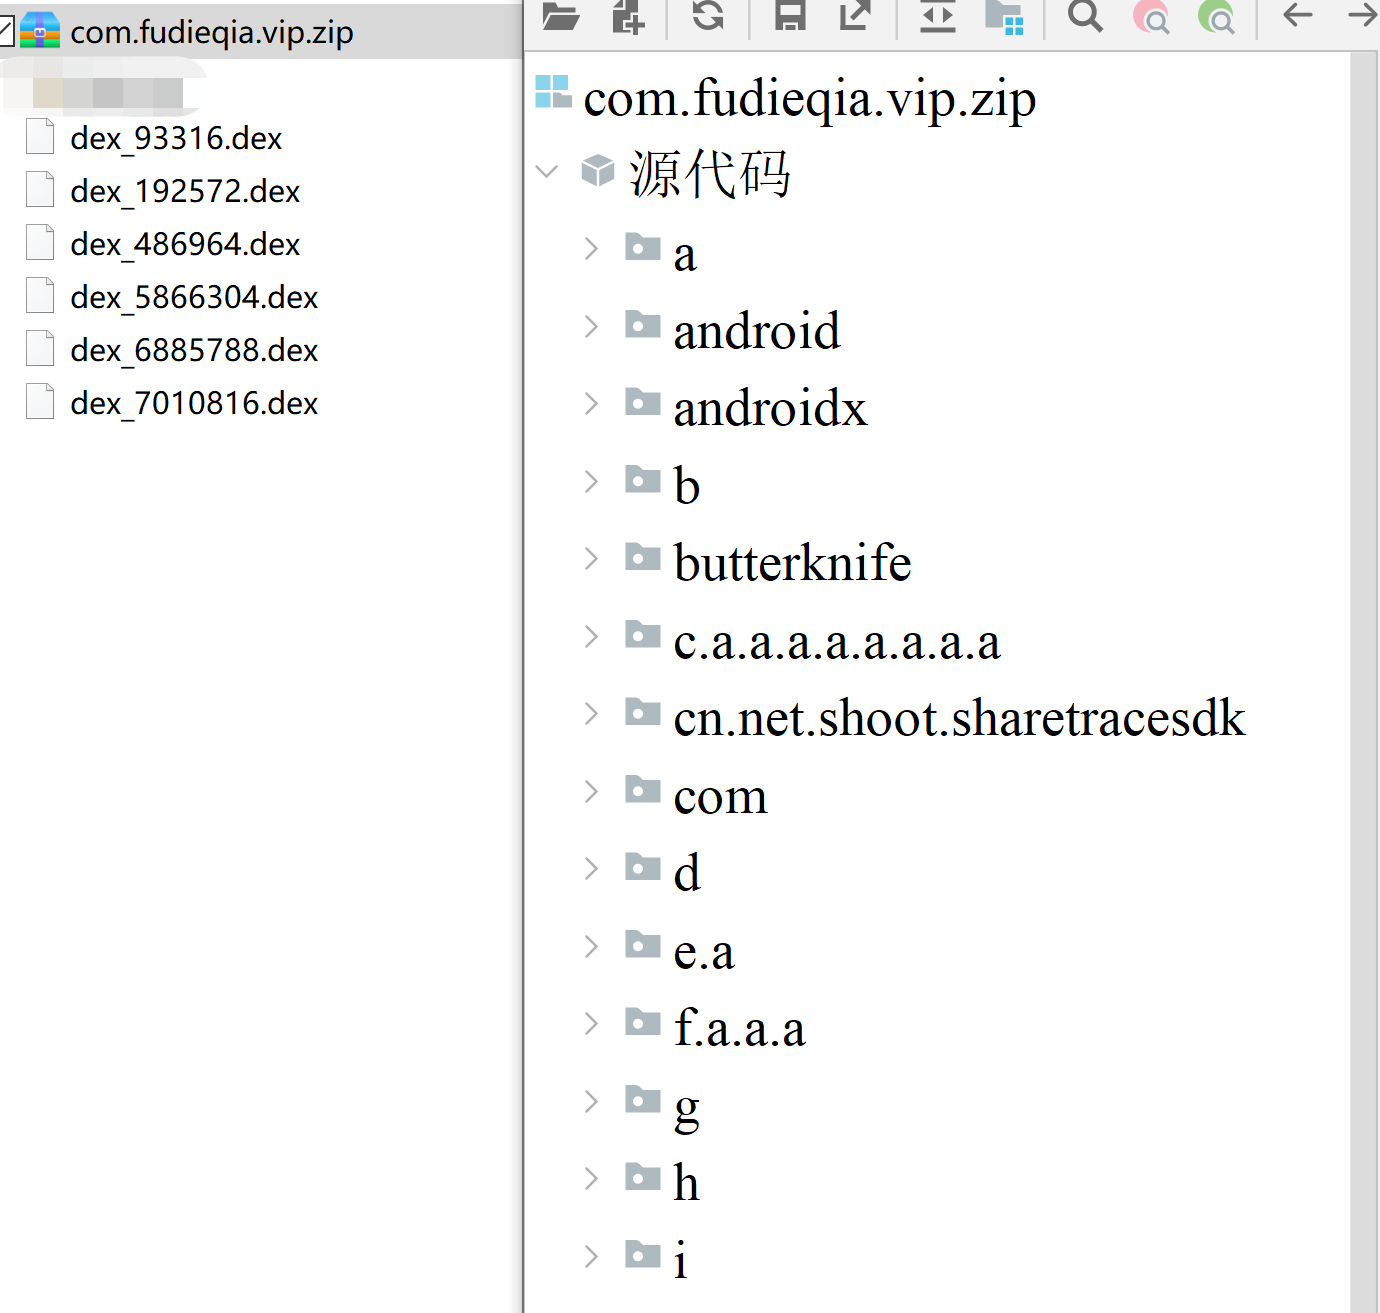 com.fudieqia.vip.zip
dex_93316.dex
dex_192572.dex
dex_486964.dex
dex_5866304.dex
dex_6885788.dex
dex_7010816.dex
com.fudieqia.vip.zip
源代码
a
android
androidx
b
butterknife
c.a.a.a.a.a.a.a.a
cn.net.shoot.sharetracesdk
com
d
e.a
f.a.a.a
g
h
i